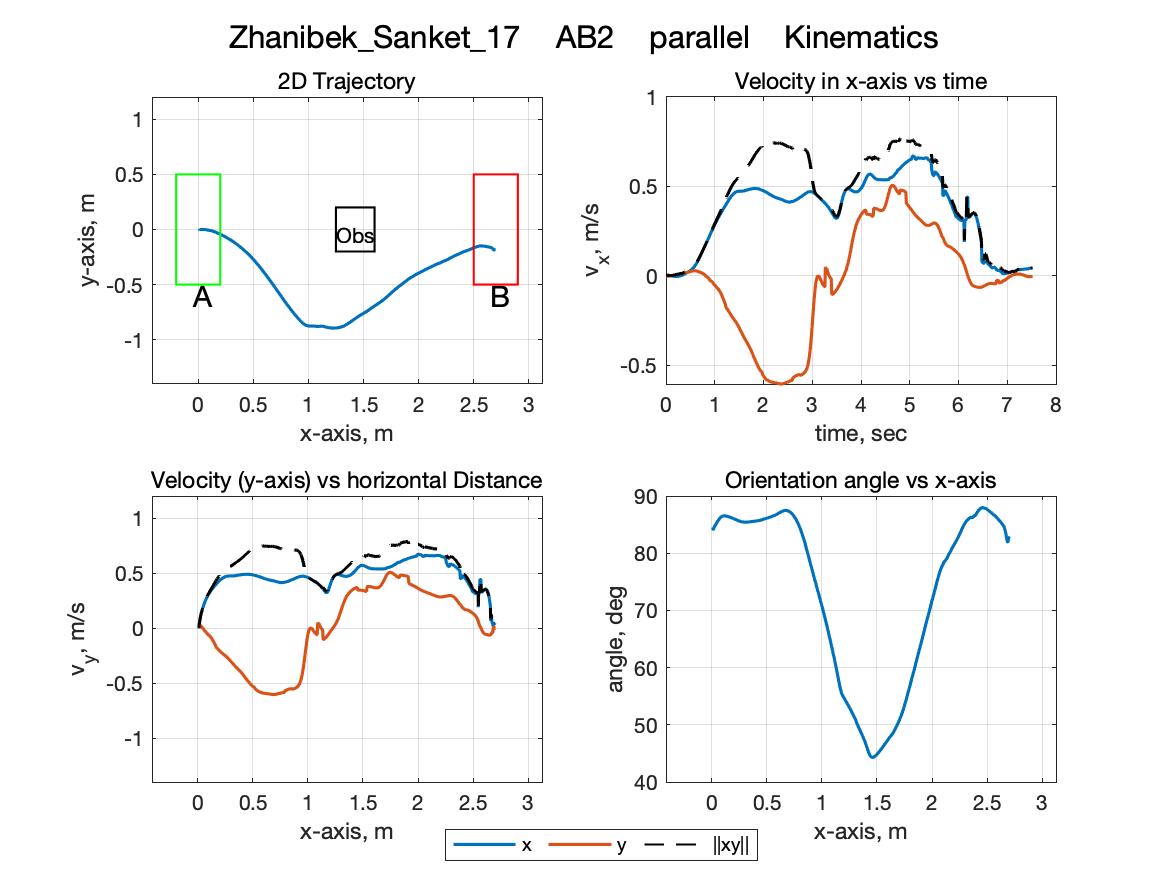 Zhanibek_Sanket_17 AB2 parallel Kinematics
2D Trajectory
1
0.5
0
-0.5
-1
y-axis, m
Obs
A
B
0 0.5 1 1.5 2 2.5 3
x-axis, m
Velocity in x-axis vs time
1
0.5
0
-0.5
v_x, m/s
0 1 2 3 4 5 6 7 8
time, sec
Velocity (y-axis) vs horizontal Distance
1
0.5
0
-0.5
-1
v_y, m/s
0 0.5 1 1.5 2 2.5 3
x-axis, m
Orientation angle vs x-axis
90
80
70
60
50
40
angle, deg
0 0.5 1 1.5 2 2.5 3
x-axis, m
x y ||xy||